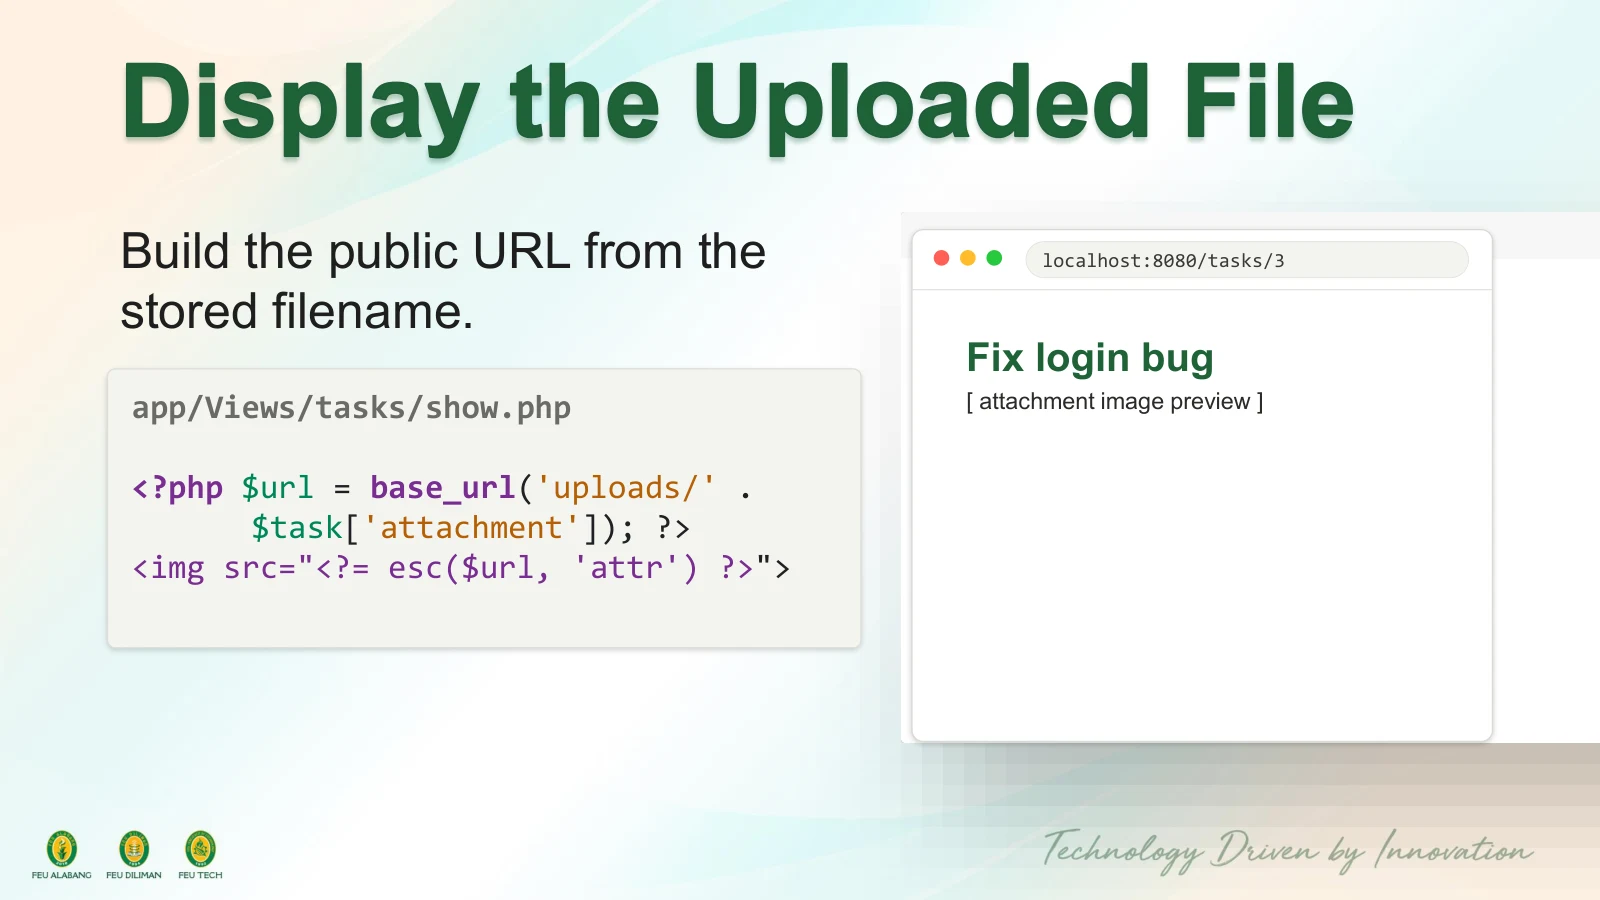 Display the Uploaded File
Build the public URL from the
stored filename.
app/Views/tasks/show.php
<?php $url = base_url('uploads/' .
$task['attachment']); ?>
<img src="<?= esc($url, 'attr') ?>">
localhost:8080/tasks/3
Fix login bug
[ attachment image preview ]
FEU ALABANG
FEU DILIMAN
FEU TECH
Technology Driven by Innovation